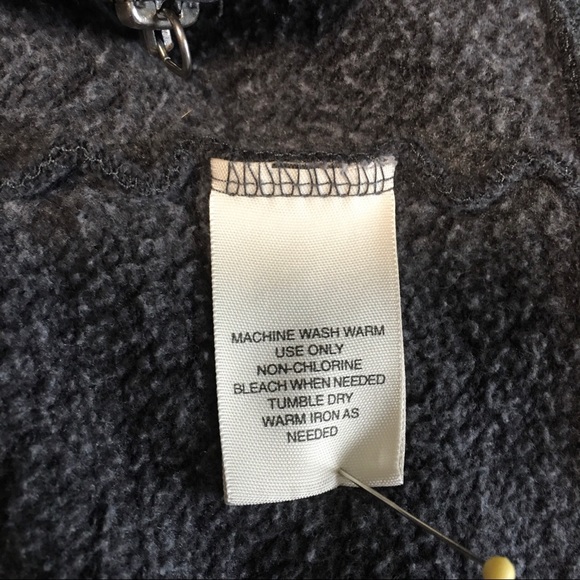 MACHINE WASH WARM
USE ONLY
NON-CHLORINE
BLEACH WHEN NEEDED
TUMBLE DRY
WARM IRON AS
NEEDED